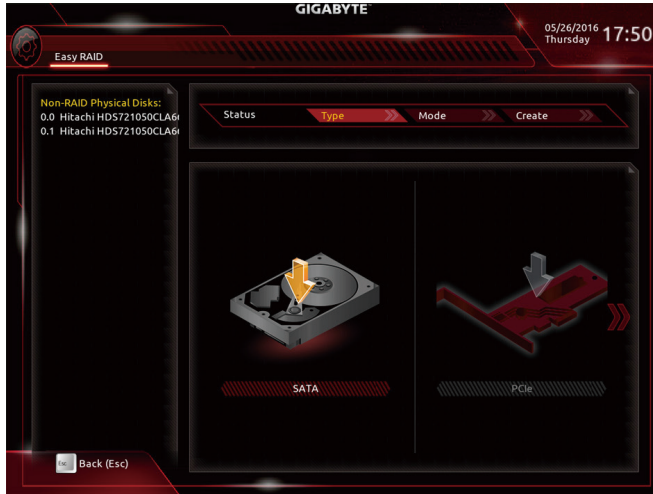 GIGABYTE™
05/26/2016
Thursday 17:50
Easy RAID
Non-RAID Physical Disks:
0.0 Hitachi HDS721050CLA6
0.1 Hitachi HDS721050CLA6
Status Type Mode Create
SATA PCIe
Esc Back (Esc)